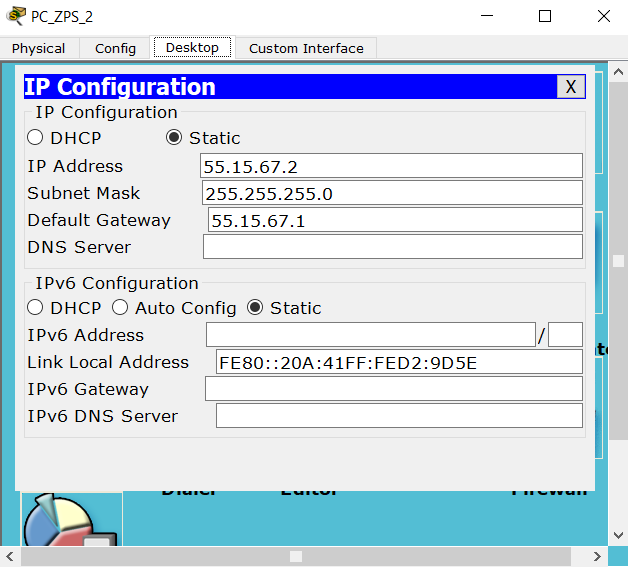 PC_ZPS_2
Physical Config Desktop Custom Interface
IP Configuration X
IP Configuration
DHCP Static
IP Address 55.15.67.2
Subnet Mask 255.255.255.0
Default Gateway 55.15.67.1
DNS Server
IPv6 Configuration
DHCP Auto Config Static
IPv6 Address /
Link Local Address FE80::20A:41FF:FED2:9D5E
IPv6 Gateway
IPv6 DNS Server
Dialer Editor Firewall